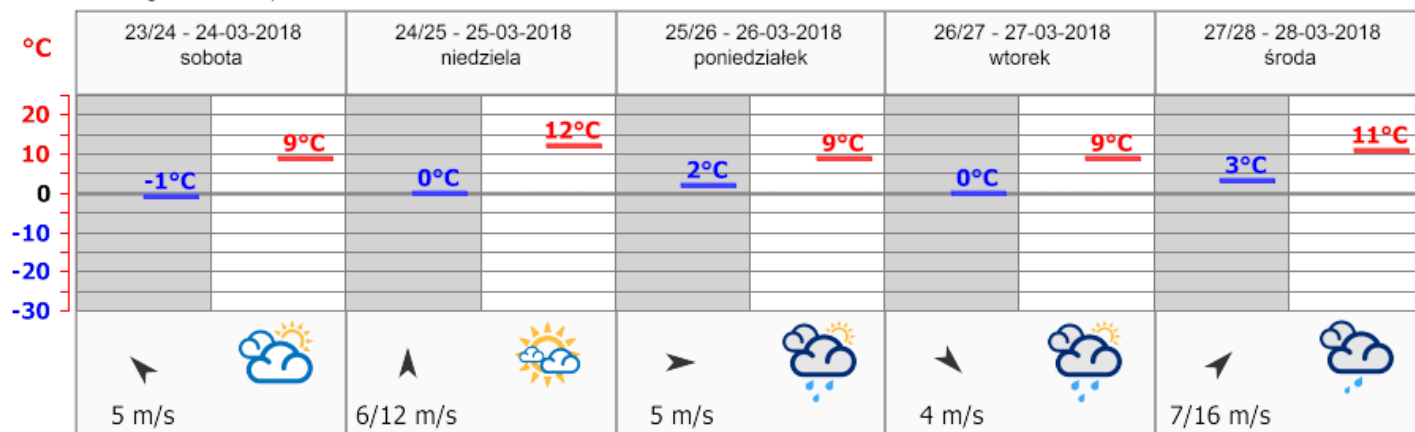 °C
23/24 - 24-03-2018
sobota
24/25 - 25-03-2018
niedziela
25/26 - 26-03-2018
poniedziałek
26/27 - 27-03-2018
wtorek
27/28 - 28-03-2018
środa
20
10
0
-10
-20
-30
-1°C
9°C
0°C
12°C
2°C
9°C
0°C
9°C
3°C
11°C
5 m/s
6/12 m/s
5 m/s
4 m/s
7/16 m/s